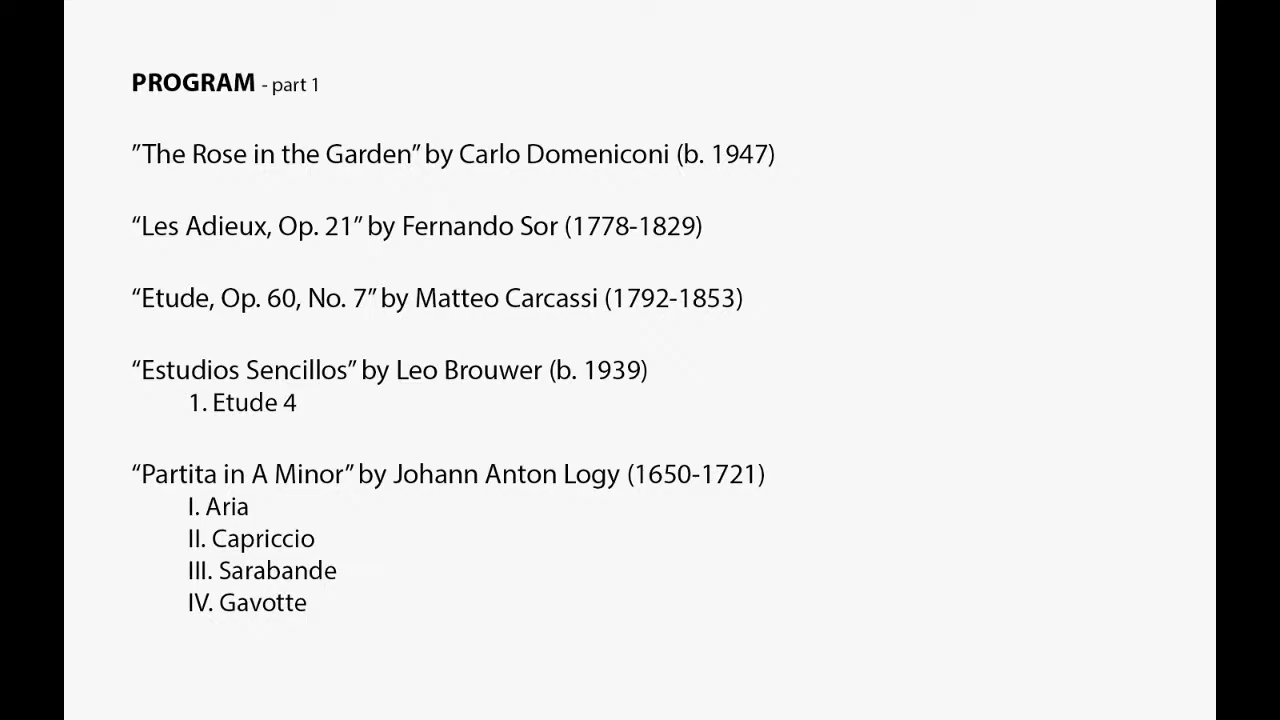 PROGRAM - part 1
”The Rose in the Garden” by Carlo Domeniconi (b. 1947)
“Les Adieux, Op. 21” by Fernando Sor (1778-1829)
“Etude, Op. 60, No. 7” by Matteo Carcassi (1792-1853)
“Estudios Sencillos” by Leo Brouwer (b. 1939)
1. Etude 4
“Partita in A Minor” by Johann Anton Logy (1650-1721)
I. Aria
II. Capriccio
III. Sarabande
IV. Gavotte